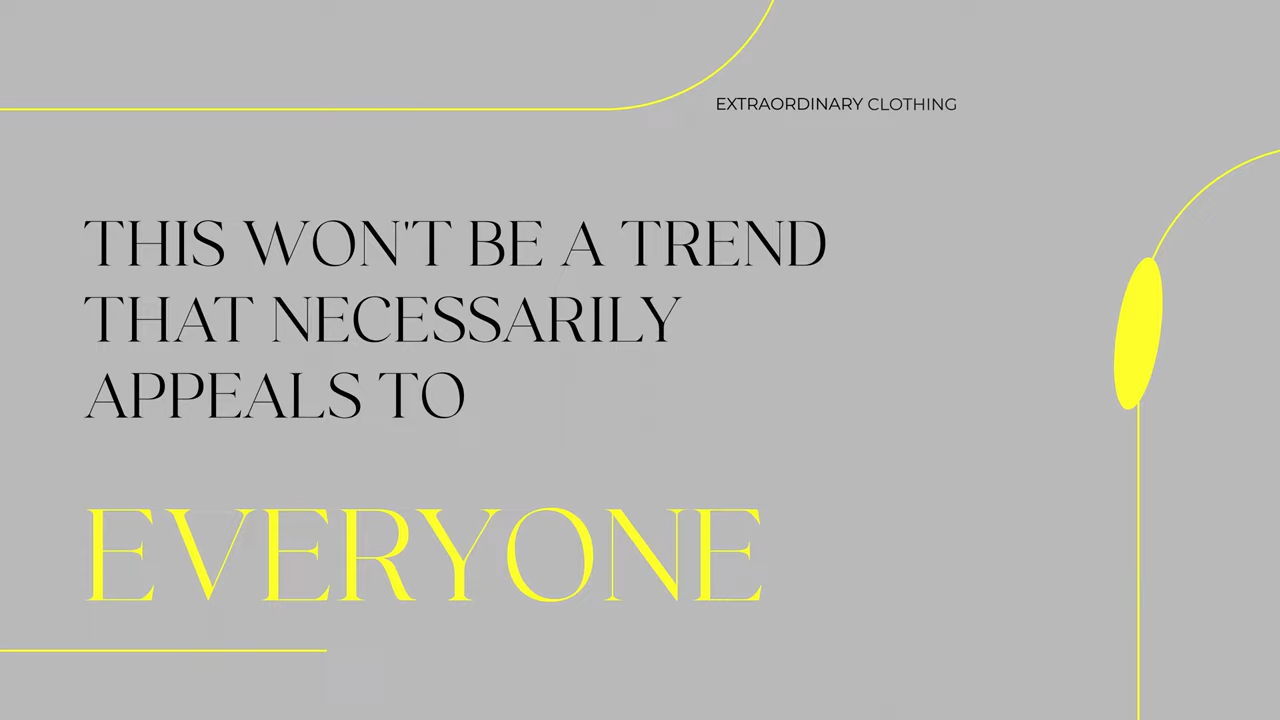 EXTRAORDINARY CLOTHING
THIS WON'T BE A TREND
THAT NECESSARILY
APPEALS TO
EVERYONE